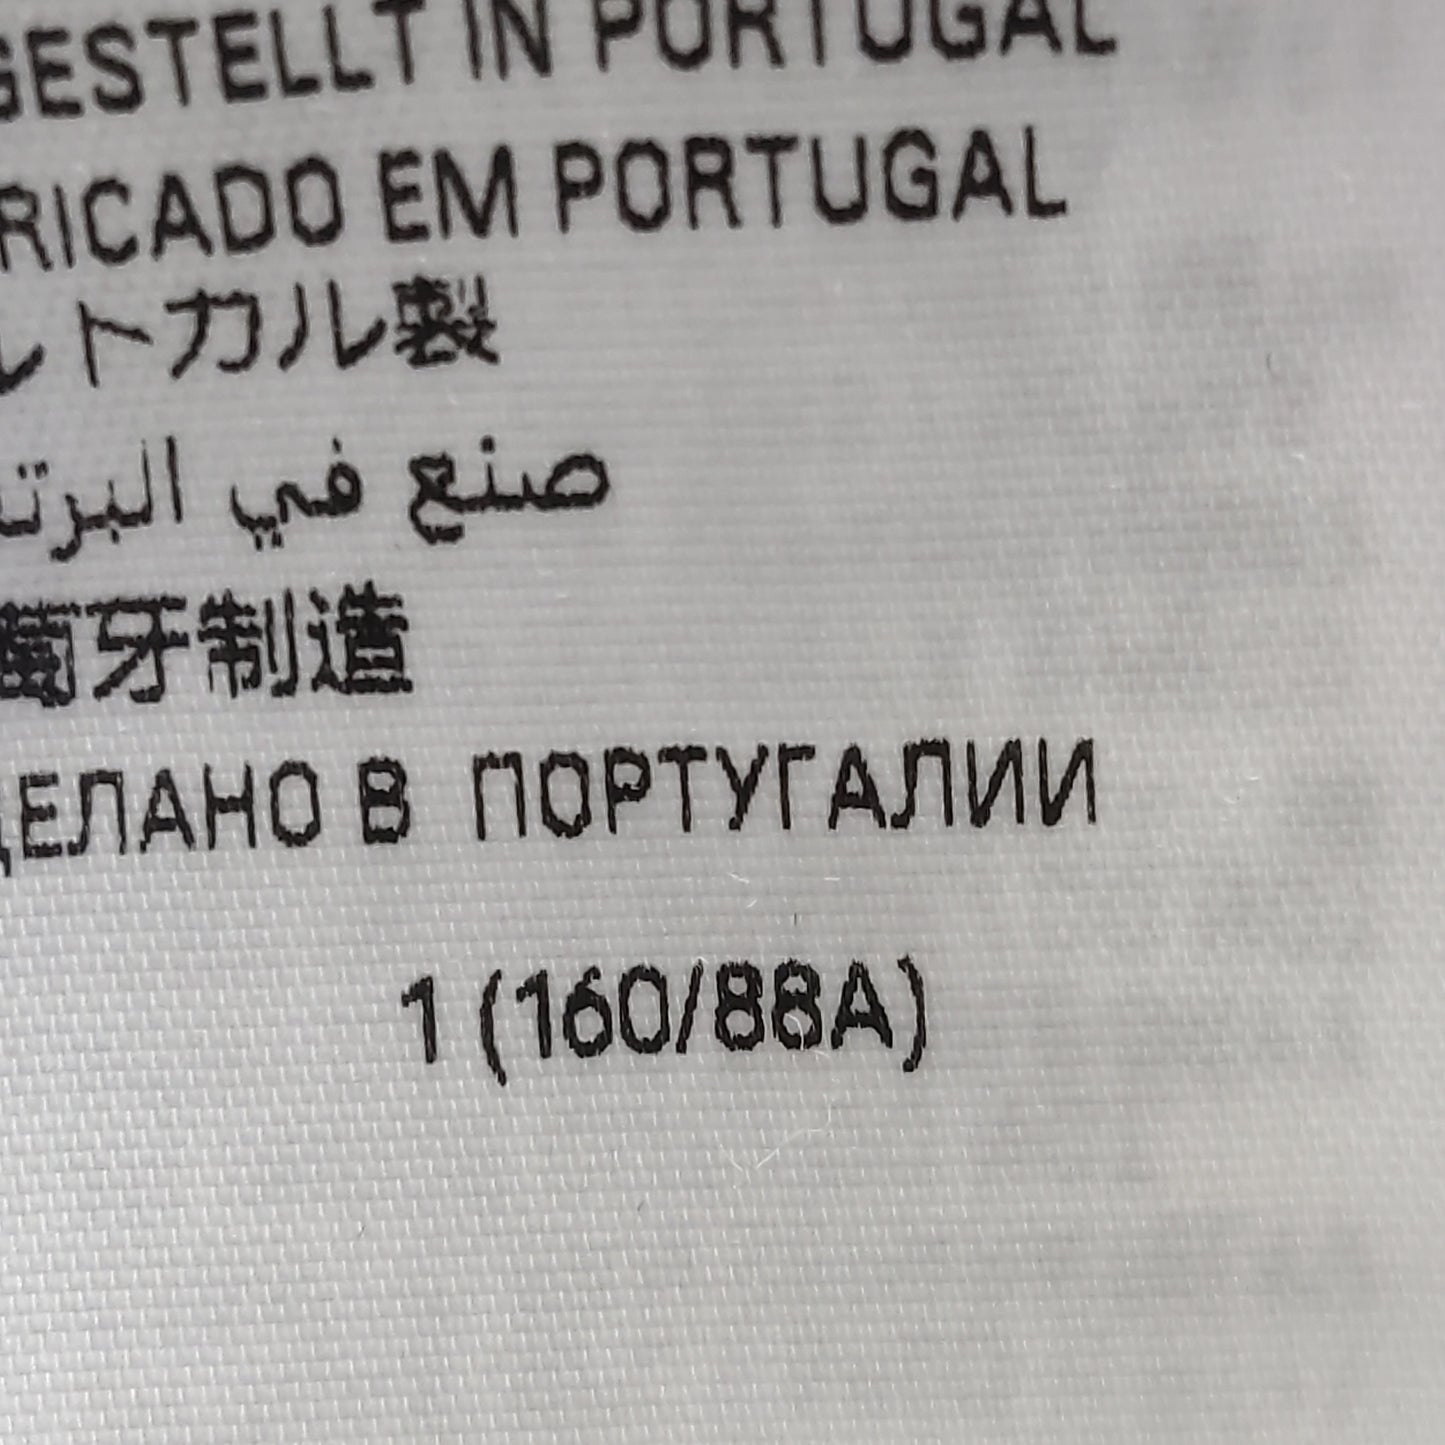 GESTELLT IN PORTUGAL
RICADO EM PORTUGAL
レトガル製
صنع في البرتـ
萄牙制造
ДЕЛАНО В ПОРТУГАЛИИ
1 (160/88A)